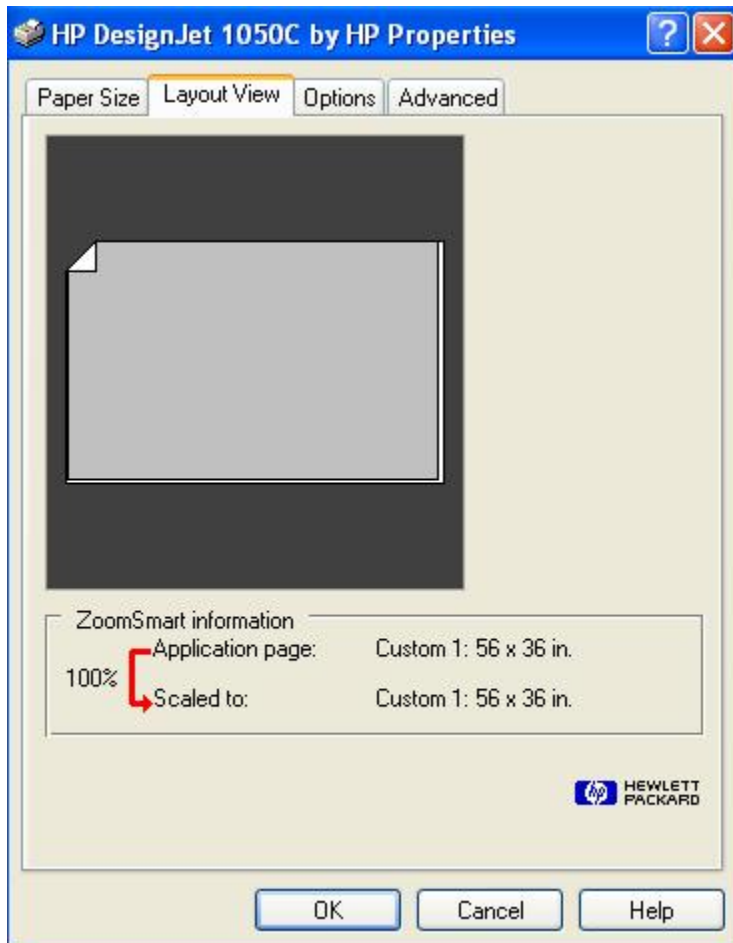 HP DesignJet 1050C by HP Properties
Paper Size Layout View Options Advanced
ZoomSmart information
Application page: Custom 1: 56 x 36 in.
100%
Scaled to: Custom 1: 56 x 36 in.
hp HEWLETT
PACKARD
OK Cancel Help